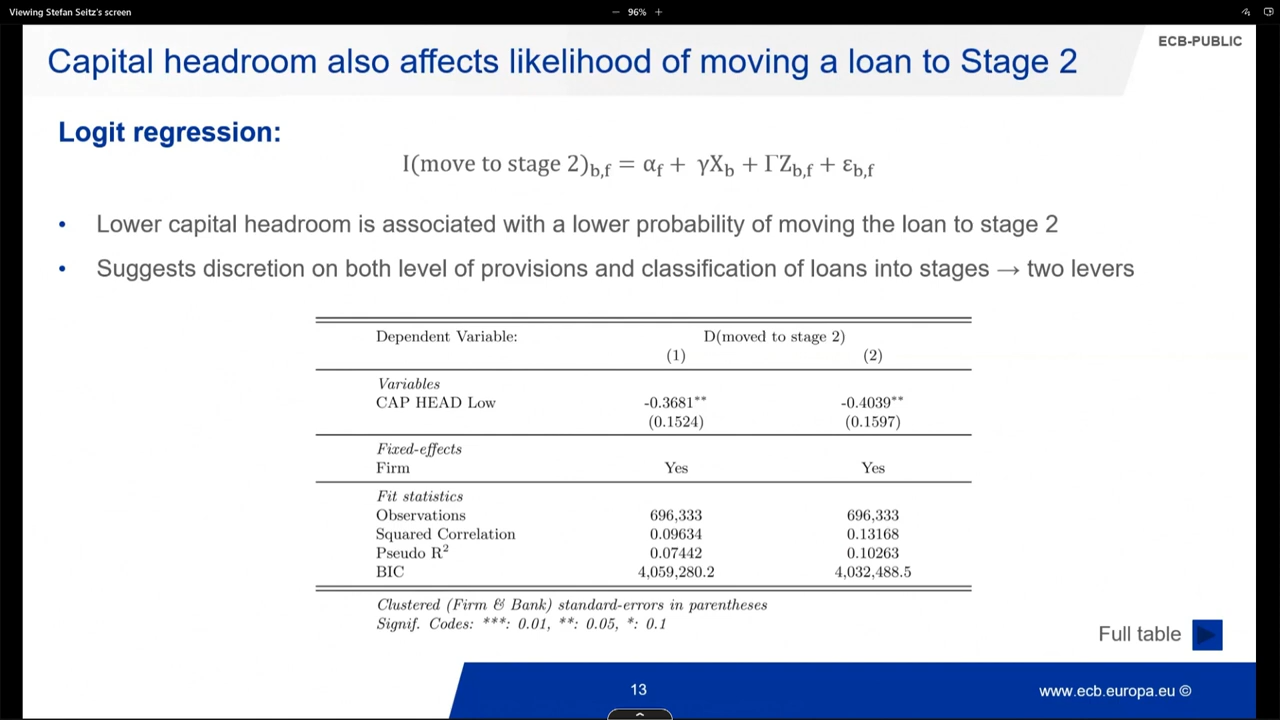 Viewing Stefan Seitz's screen
− 96% +
ECB-PUBLIC
Capital headroom also affects likelihood of moving a loan to Stage 2
Logit regression:
I(move to stage 2)b,f = αf + γXb + ΓZb,f + εb,f
• Lower capital headroom is associated with a lower probability of moving the loan to stage 2
• Suggests discretion on both level of provisions and classification of loans into stages → two levers
Dependent Variable: D(moved to stage 2)
(1) (2)
Variables
CAP HEAD Low -0.3681** -0.4039**
(0.1524) (0.1597)
Fixed-effects
Firm Yes Yes
Fit statistics
Observations 696,333 696,333
Squared Correlation 0.09634 0.13168
Pseudo R² 0.07442 0.10263
BIC 4,059,280.2 4,032,488.5
Clustered (Firm & Bank) standard-errors in parentheses
Signif. Codes: ***: 0.01, **: 0.05, *: 0.1
Full table
13
www.ecb.europa.eu ©